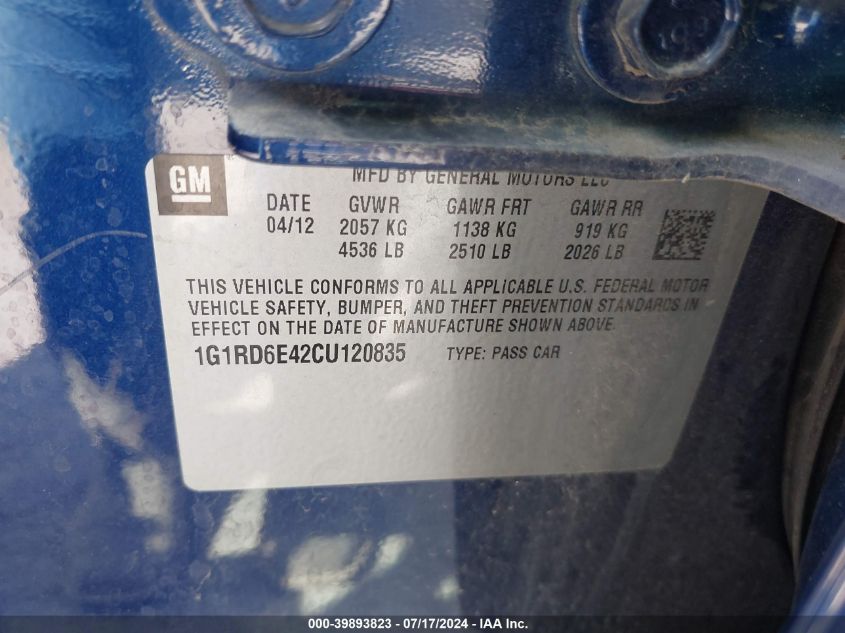 GM
MFD BY GENERAL MOTORS LLC
DATE GVWR GAWR FRT GAWR RR
04/12 2057 KG 1138 KG 919 KG
4536 LB 2510 LB 2026 LB
THIS VEHICLE CONFORMS TO ALL APPLICABLE U.S. FEDERAL MOTOR
VEHICLE SAFETY, BUMPER, AND THEFT PREVENTION STANDARDS IN
EFFECT ON THE DATE OF MANUFACTURE SHOWN ABOVE.
1G1RD6E42CU120835 TYPE: PASS CAR
000-39893823 - 07/17/2024 - IAA Inc.